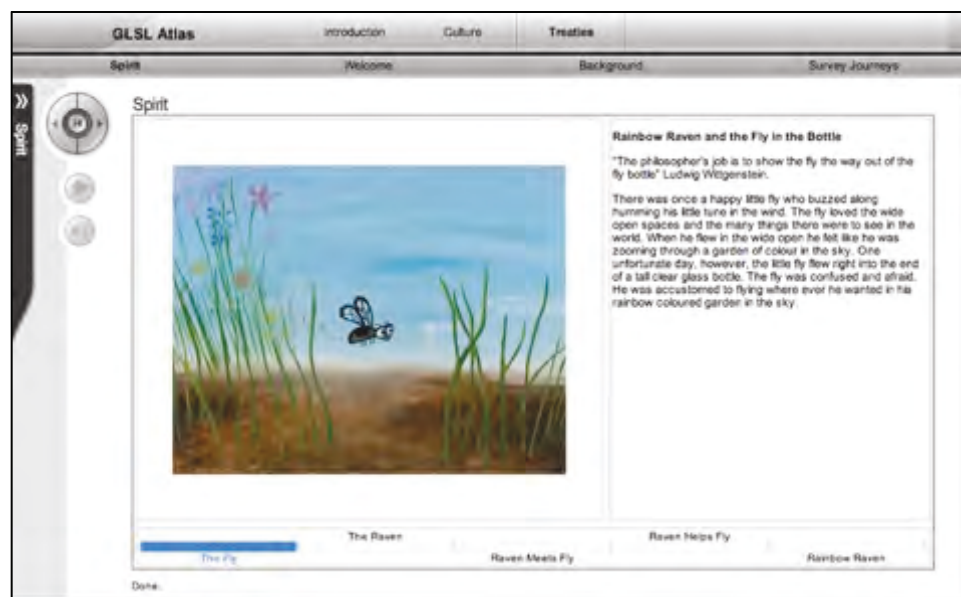 GLSL Atlas Introduction Culture Treaties
Spirit Welcome Background Survey Journeys
Spirit
Spirit
Rainbow Raven and the Fly in the Bottle
"The philosopher's job is to show the fly the way out of the
fly bottle" Ludwig Wittgenstein.
There was once a happy little fly who buzzed along
humming his little tune in the wind. The fly loved the wide
open spaces and the many things there were to see in the
world. When he flew in the wide open he felt like he was
zooming through a garden of colour in the sky. One
unfortunate day, however, the little fly flew right into the end
of a tall clear glass bottle. The fly was confused and afraid.
He was accustomed to flying where ever he wanted in his
rainbow coloured garden in the sky.
The Raven Raven Helps Fly
The Fly Raven Meets Fly Rainbow Raven
Done.